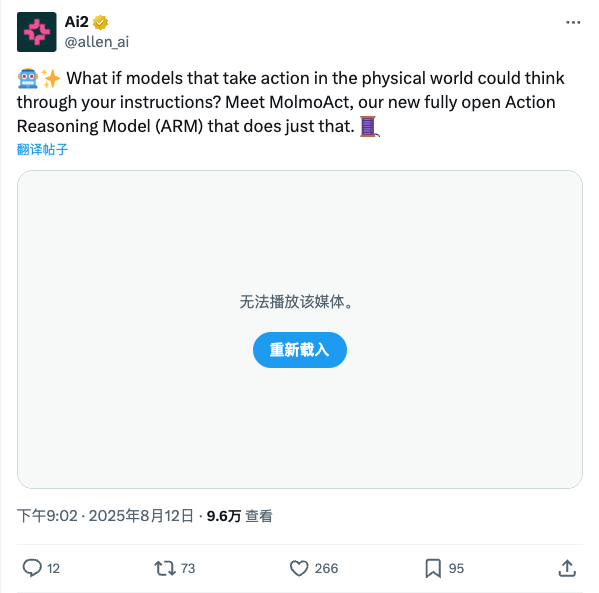 Ai2
@allen_ai
🤖✨ What if models that take action in the physical world could think
through your instructions? Meet MolmoAct, our new fully open Action
Reasoning Model (ARM) that does just that. 🧵
翻译帖子
无法播放该媒体。
重新载入
下午9:02 · 2025年8月12日 · 9.6万 查看
12 73 266 95